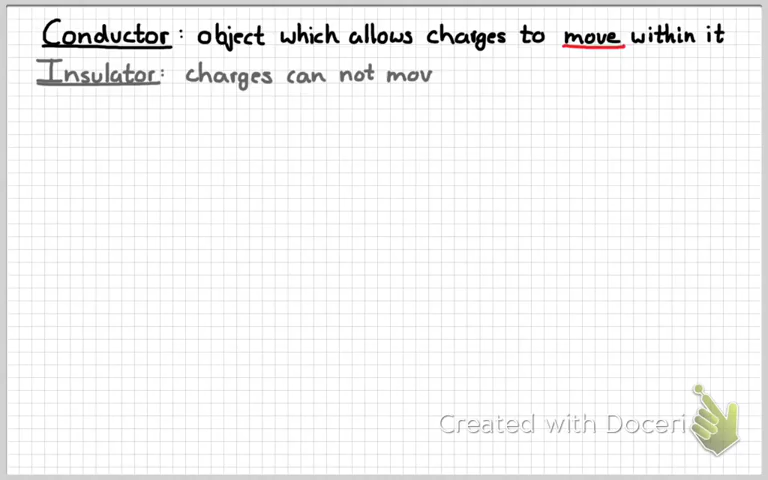 Conductor: object which allows charges to move within it
Insulator: charges can not mov
Created with Doceri